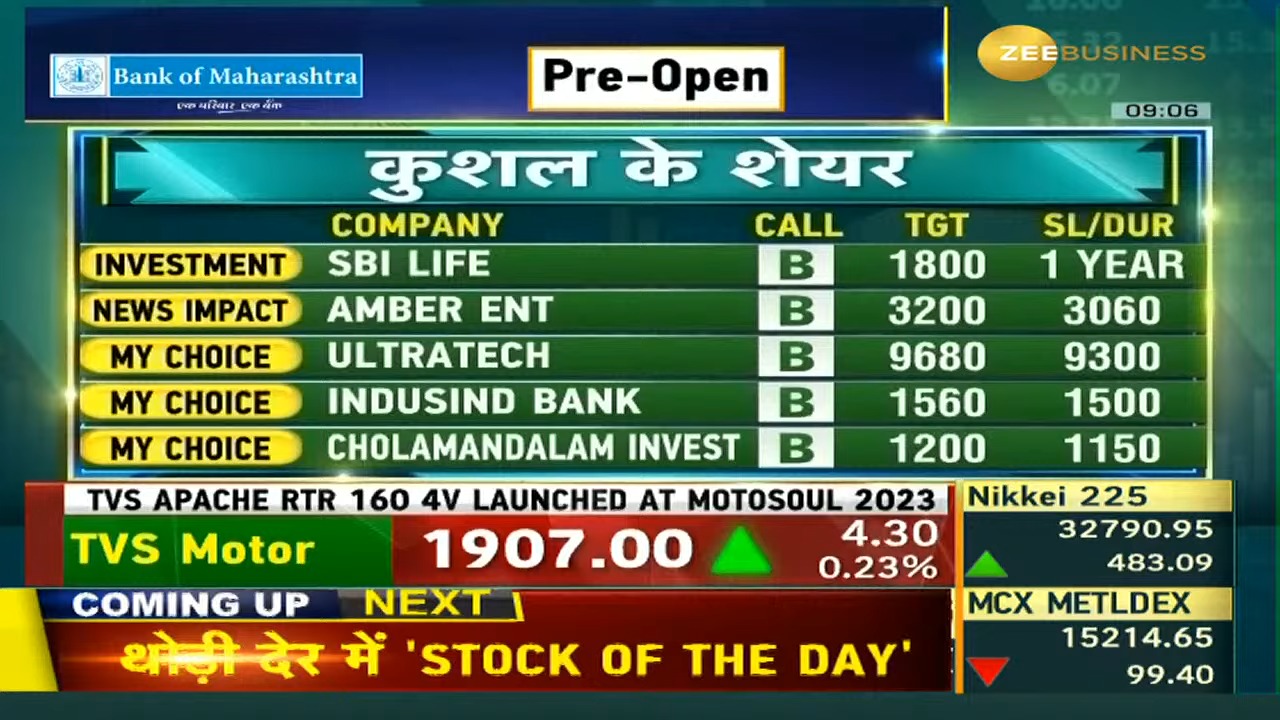 Bank of Maharashtra
एक परिवार एक बैंक
Pre-Open
ZEEBUSINESS
6.07
09:06
कुशल के शेयर
COMPANY CALL TGT SL/DUR
INVESTMENT SBI LIFE B 1800 1 YEAR
NEWS IMPACT AMBER ENT B 3200 3060
MY CHOICE ULTRATECH B 9680 9300
MY CHOICE INDUSIND BANK B 1560 1500
MY CHOICE CHOLAMANDALAM INVEST B 1200 1150
TVS APACHE RTR 160 4V LAUNCHED AT MOTOSOUL 2023
TVS Motor 1907.00 4.30
0.23%
Nikkei 225
32790.95
483.09
COMING UP NEXT
थोड़ी देर में 'STOCK OF THE DAY'
MCX METLDEX
15214.65
99.40